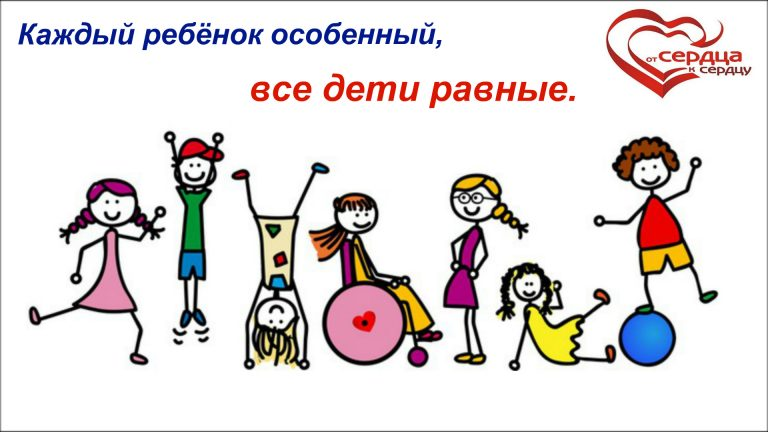 Каждый ребёнок особенный,
все дети равные.
от сердца
к сердцу